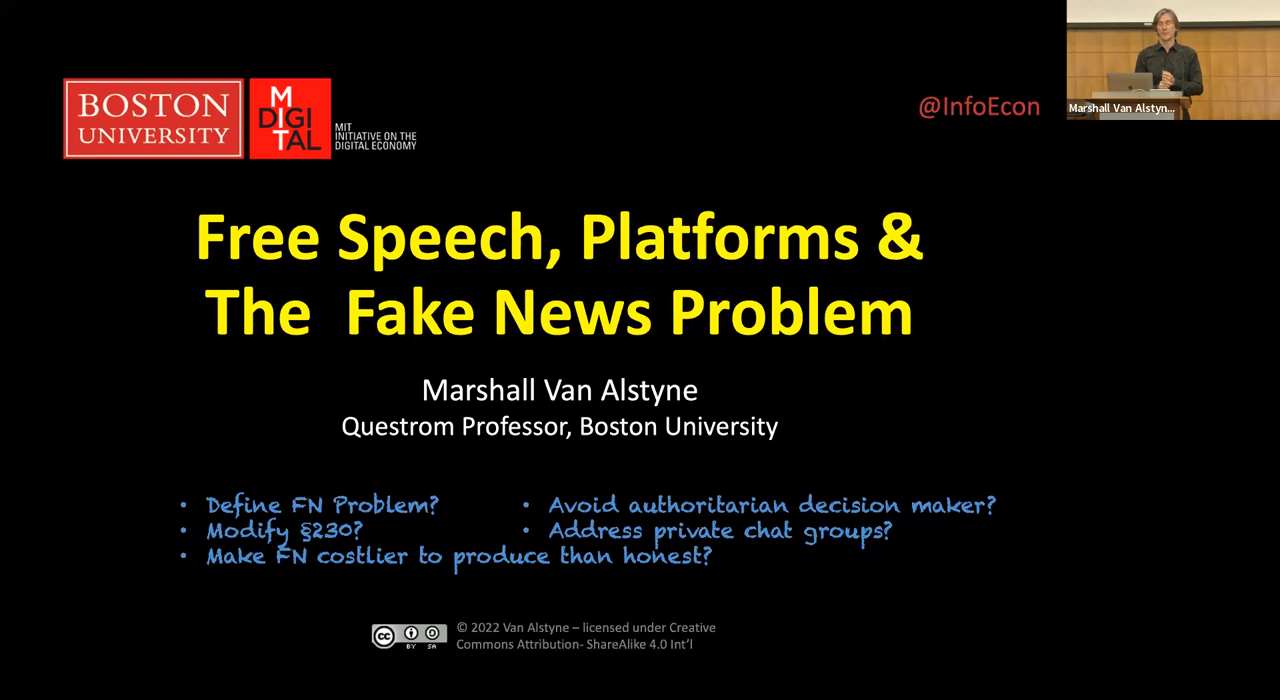 BOSTON
UNIVERSITY
M
DIGI
I
TAL
MIT
INITIATIVE ON THE
DIGITAL ECONOMY
@InfoEcon
Marshall Van Alstyn...
Free Speech, Platforms &
The Fake News Problem
Marshall Van Alstyne
Questrom Professor, Boston University
• Define FN Problem?
• Avoid authoritarian decision maker?
• Modify §230?
• Address private chat groups?
• Make FN costlier to produce than honest?
cc
BY SA
© 2022 Van Alstyne – licensed under Creative
Commons Attribution- ShareAlike 4.0 Int'l